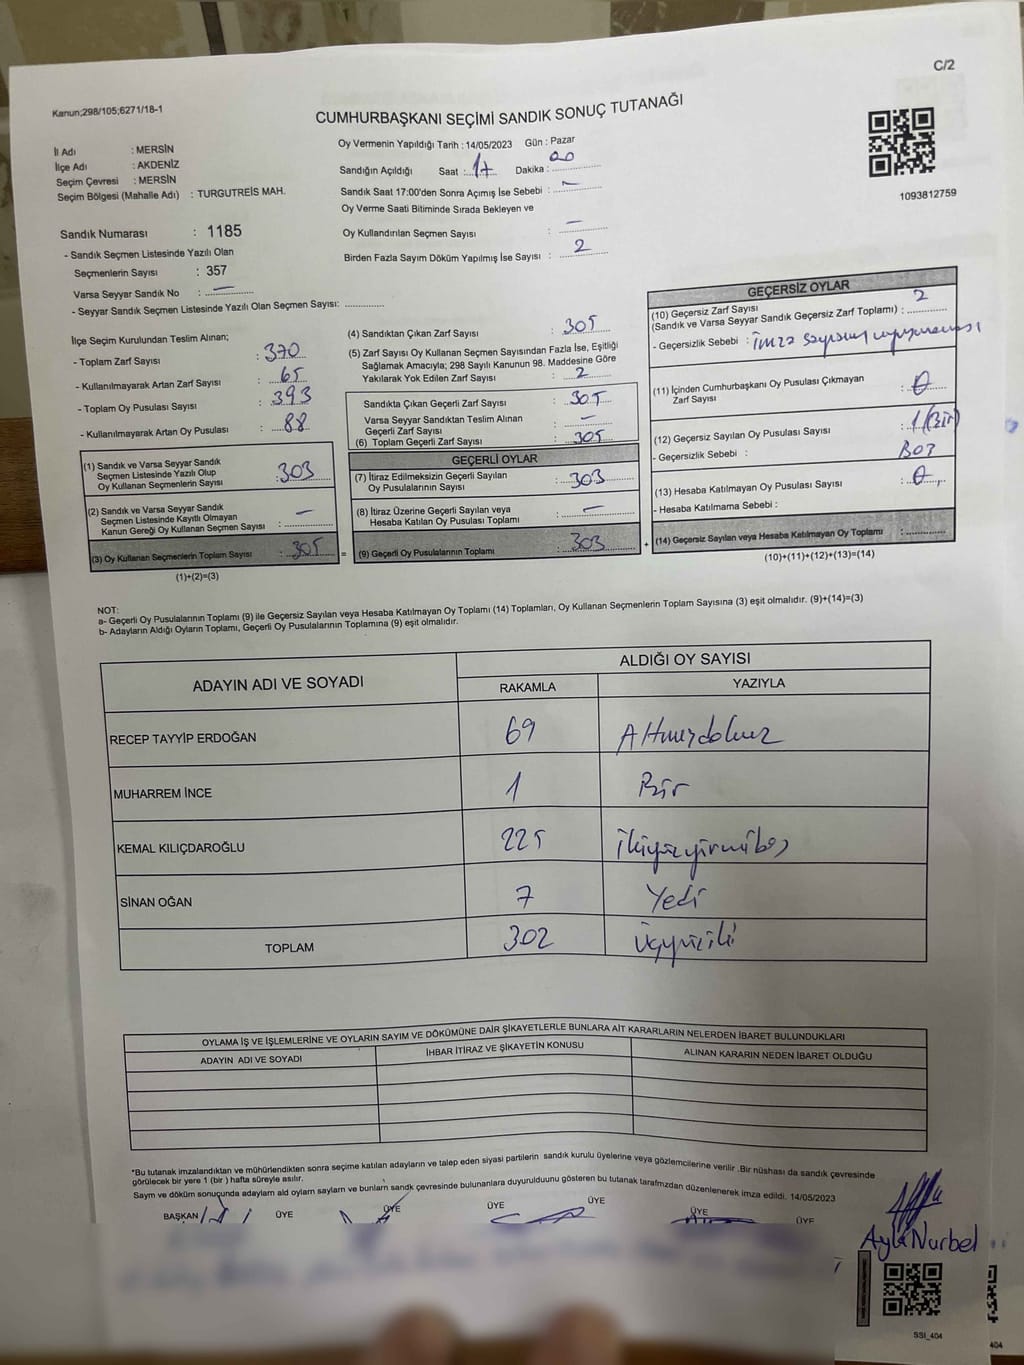 C/2
Kanun;298/105;6271/18-1
CUMHURBAŞKANI SEÇİMİ SANDIK SONUÇ TUTANAĞI
İl Adı : MERSİN
İlçe Adı : AKDENİZ
Seçim Çevresi : MERSİN
Seçim Bölgesi (Mahalle Adı) : TURGUTREİS MAH.
Oy Vermenin Yapıldığı Tarih : 14/05/2023 Gün : Pazar
Sandığın Açıldığı Saat : 17 Dakika : 00
Sandık Saat 17:00'den Sonra Açımış İse Sebebi : –
Oy Verme Saati Bitiminde Sırada Bekleyen ve
Oy Kullandırılan Seçmen Sayısı : –
Birden Fazla Sayım Döküm Yapılmış İse Sayısı : 2
1093812759
Sandık Numarası : 1185
- Sandık Seçmen Listesinde Yazılı Olan
Seçmenlerin Sayısı : 357
Varsa Seyyar Sandık No : –
- Seyyar Sandık Seçmen Listesinde Yazılı Olan Seçmen Sayısı: ............
İlçe Seçim Kurulundan Teslim Alınan;
- Toplam Zarf Sayısı : 370
- Kullanılmayarak Artan Zarf Sayısı : 65
- Toplam Oy Pusulası Sayısı : 393
- Kullanılmayarak Artan Oy Pusulası : 88
(1) Sandık ve Varsa Seyyar Sandık
Seçmen Listesinde Yazılı Olup
Oy Kullanan Seçmenlerin Sayısı : 303
(2) Sandık ve Varsa Seyyar Sandık
Seçmen Listesinde Kayıtlı Olmayan
Kanun Gereği Oy Kullanan Seçmen Sayısı : –
(3) Oy Kullanan Seçmenlerin Toplam Sayısı : 305 =
(1)+(2)=(3)
(4) Sandıktan Çıkan Zarf Sayısı : 305
(5) Zarf Sayısı Oy Kullanan Seçmen Sayısından Fazla İse, Eşitliği
Sağlamak Amacıyla; 298 Sayılı Kanunun 98. Maddesine Göre
Yakılarak Yok Edilen Zarf Sayısı : 2
Sandıkta Çıkan Geçerli Zarf Sayısı : 305
Varsa Seyyar Sandıktan Teslim Alınan
Geçerli Zarf Sayısı : –
(6) Toplam Geçerli Zarf Sayısı : 305
GEÇERLİ OYLAR
(7) İtiraz Edilmeksizin Geçerli Sayılan
Oy Pusulalarının Sayısı : 303
(8) İtiraz Üzerine Geçerli Sayılan veya
Hesaba Katılan Oy Pusulası Toplamı : –
(9) Geçerli Oy Pusulalarının Toplamı : 303 +
GEÇERSİZ OYLAR
(10) Geçersiz Zarf Sayısı
(Sandık ve Varsa Seyyar Sandık Geçersiz Zarf Toplamı) : 2
- Geçersizlik Sebebi : İmza sayısının uyuşmaması
(11) İçinden Cumhurbaşkanı Oy Pusulası Çıkmayan
Zarf Sayısı : 0
(12) Geçersiz Sayılan Oy Pusulası Sayısı : 1 (Bir)
- Geçersizlik Sebebi : BOŞ
(13) Hesaba Katılmayan Oy Pusulası Sayısı : 0
- Hesaba Katılmama Sebebi :
(14) Geçersiz Sayılan veya Hesaba Katılmayan Oy Toplamı : ............
(10)+(11)+(12)+(13)=(14)
NOT:
a- Geçerli Oy Pusulalarının Toplamı (9) ile Geçersiz Sayılan veya Hesaba Katılmayan Oy Toplamı (14) Toplamları, Oy Kullanan Seçmenlerin Toplam Sayısına (3) eşit olmalıdır. (9)+(14)=(3)
b- Adayların Aldığı Oyların Toplamı, Geçerli Oy Pusulalarının Toplamına (9) eşit olmalıdır.
ADAYIN ADI VE SOYADI
ALDIĞI OY SAYISI
RAKAMLA YAZIYLA
RECEP TAYYİP ERDOĞAN 69 Altmışdokuz
MUHARREM İNCE 1 Bir
KEMAL KILIÇDAROĞLU 225 İkiyüzyirmibeş
SİNAN OĞAN 7 Yedi
TOPLAM 302 Üçyüziki
OYLAMA İŞ VE İŞLEMLERİNE VE OYLARIN SAYIM VE DÖKÜMÜNE DAİR ŞİKAYETLERLE BUNLARA AİT KARARLARIN NELERDEN İBARET BULUNDUKLARI
ADAYIN ADI VE SOYADI İHBAR İTİRAZ VE ŞİKAYETİN KONUSU ALINAN KARARIN NEDEN İBARET OLDUĞU
*Bu tutanak imzalandıktan ve mühürlendikten sonra seçime katılan adayların ve talep eden siyasi partilerin sandık kurulu üyelerine veya gözlemcilerine verilir .Bir nüshası da sandık çevresinde
görülecek bir yere 1 (bir ) hafta süreyle asılır.
Sayım ve döküm sonuçunda adayların ald oyların sayların ve bunların sandk çevresinde bulunanlara duyurulduunu gösteren bu tutanak tarafmzdan düzenlenerek imza edildi. 14/05/2023
BAŞKAN ÜYE ÜYE ÜYE ÜYE ÜYE ÜYE
Ayla Nurbel
SSI_404
404